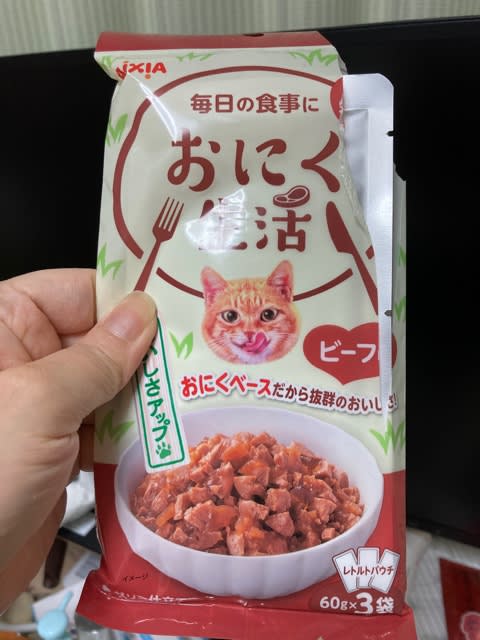 AIXIA
毎日の食事に
おにく
生活
ビーフ
しさアップ
おにくベースだから抜群のおいしさ!
イメージ
レトルトパウチ
60g×3袋